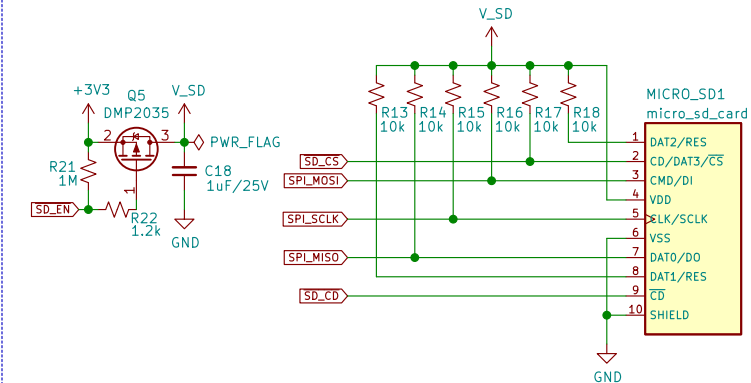 V_SD
+3V3
Q5
DMP2035
V_SD
2
3
PWR_FLAG
R21
1M
1
C18
1uF/25V
SD_EN
R22
1.2k
GND
R13
10k
R14
10k
R15
10k
R16
10k
R17
10k
R18
10k
MICRO_SD1
micro_sd_card
1 DAT2/RES
SD_CS 2 CD/DAT3/CS
SPI_MOSI 3 CMD/DI
4 VDD
SPI_SCLK 5 CLK/SCLK
6 VSS
SPI_MISO 7 DAT0/DO
8 DAT1/RES
SD_CD 9 CD
10 SHIELD
GND